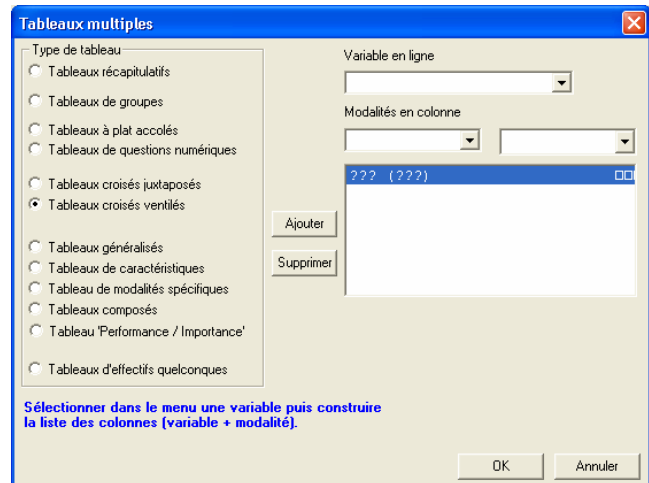 Tableaux multiples
Type de tableau
Tableaux récapitulatifs
Tableaux de groupes
Tableaux à plat accolés
Tableaux de questions numériques
Tableaux croisés juxtaposés
Tableaux croisés ventilés
Tableaux généralisés
Tableaux de caractéristiques
Tableau de modalités spécifiques
Tableaux composés
Tableau 'Performance / Importance'
Tableaux d'effectifs quelconques
Variable en ligne
Modalités en colonne
??? (???)
Ajouter
Supprimer
Sélectionner dans le menu une variable puis construire
la liste des colonnes (variable + modalité).
OK
Annuler